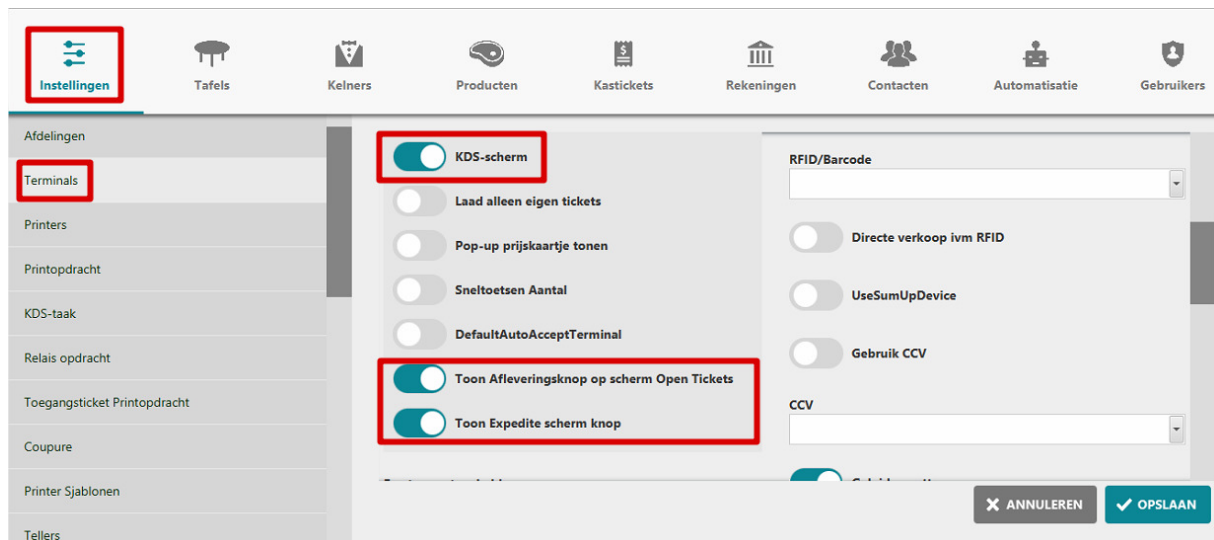 Instellingen
Tafels
Kelners
Producten
Kastickets
Rekeningen
Contacten
Automatisatie
Gebruikers
Afdelingen
Terminals
Printers
Printopdracht
KDS-taak
Relais opdracht
Toegangsticket Printopdracht
Coupure
Printer Sjablonen
Tellers
KDS-scherm
Laad alleen eigen tickets
Pop-up prijskaartje tonen
Sneltoetsen Aantal
DefaultAutoAcceptTerminal
Toon Afleveringsknop op scherm Open Tickets
Toon Expedite scherm knop
RFID/Barcode
Directe verkoop ivm RFID
UseSumUpDevice
Gebruik CCV
CCV
ANNULEREN
OPSLAAN